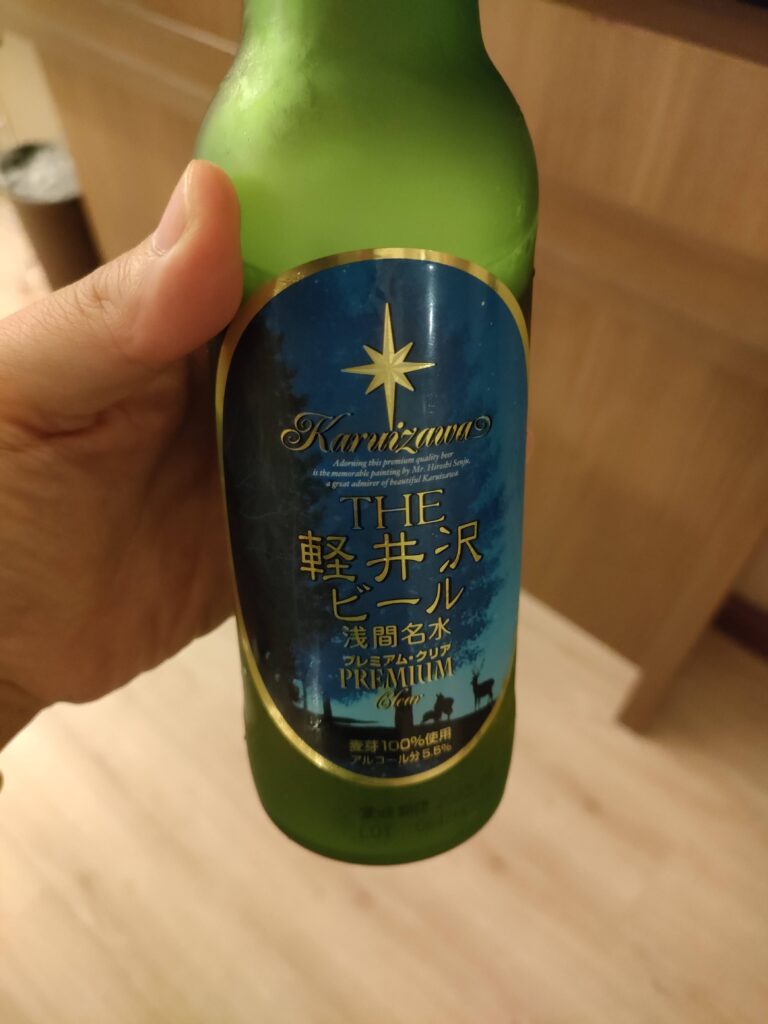 Karuizawa
Adorning this premium quality beer
is the memorable painting by Mr. Hiroshi Senju,
a great admirer of beautiful Karuizawa.
THE
軽井沢
ビール
浅間名水
プレミアム・クリア
PREMIUM
Clear
麦芽100%使用
アルコール分5.5%